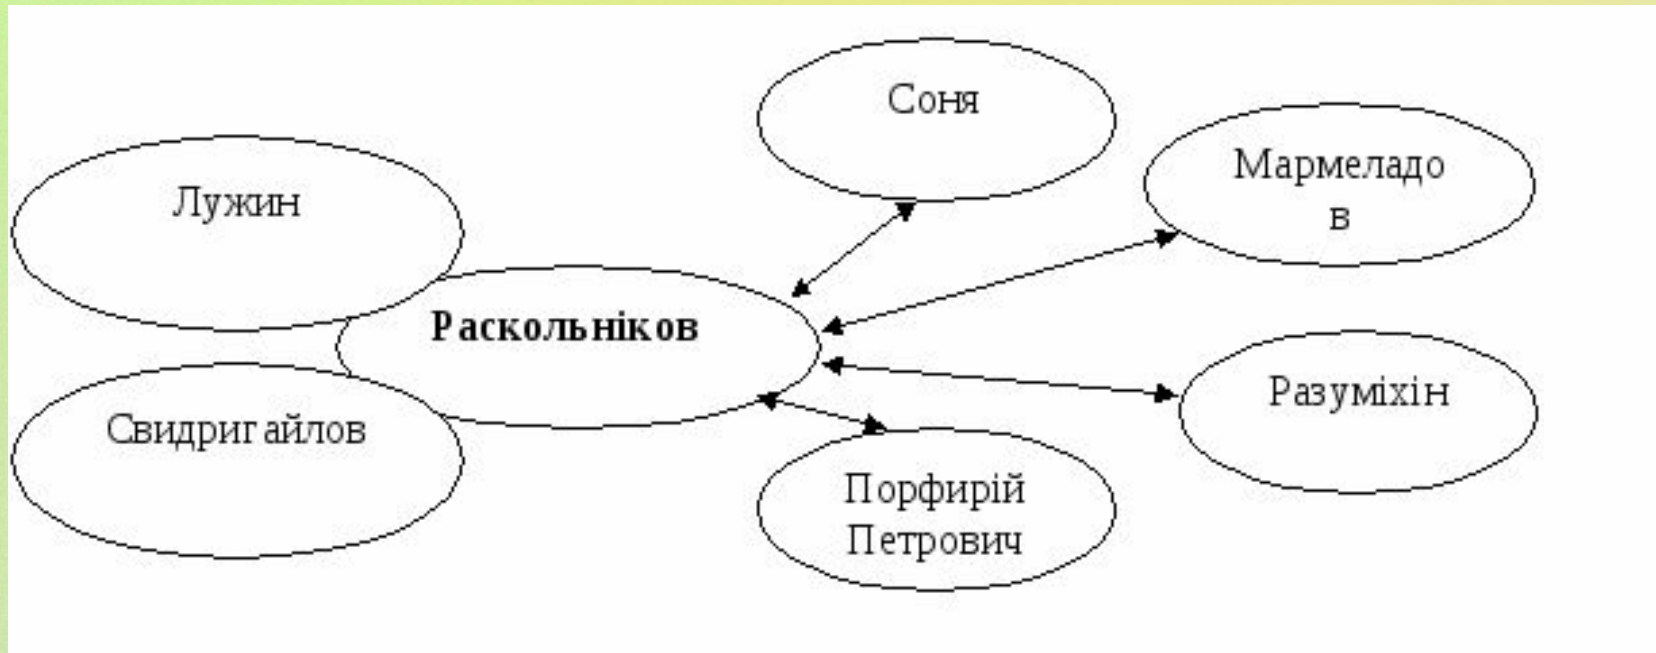 Соня
Мармеладо
в
Лужин
Раскольніков
Разуміхін
Свидригайлов
Порфирій
Петрович